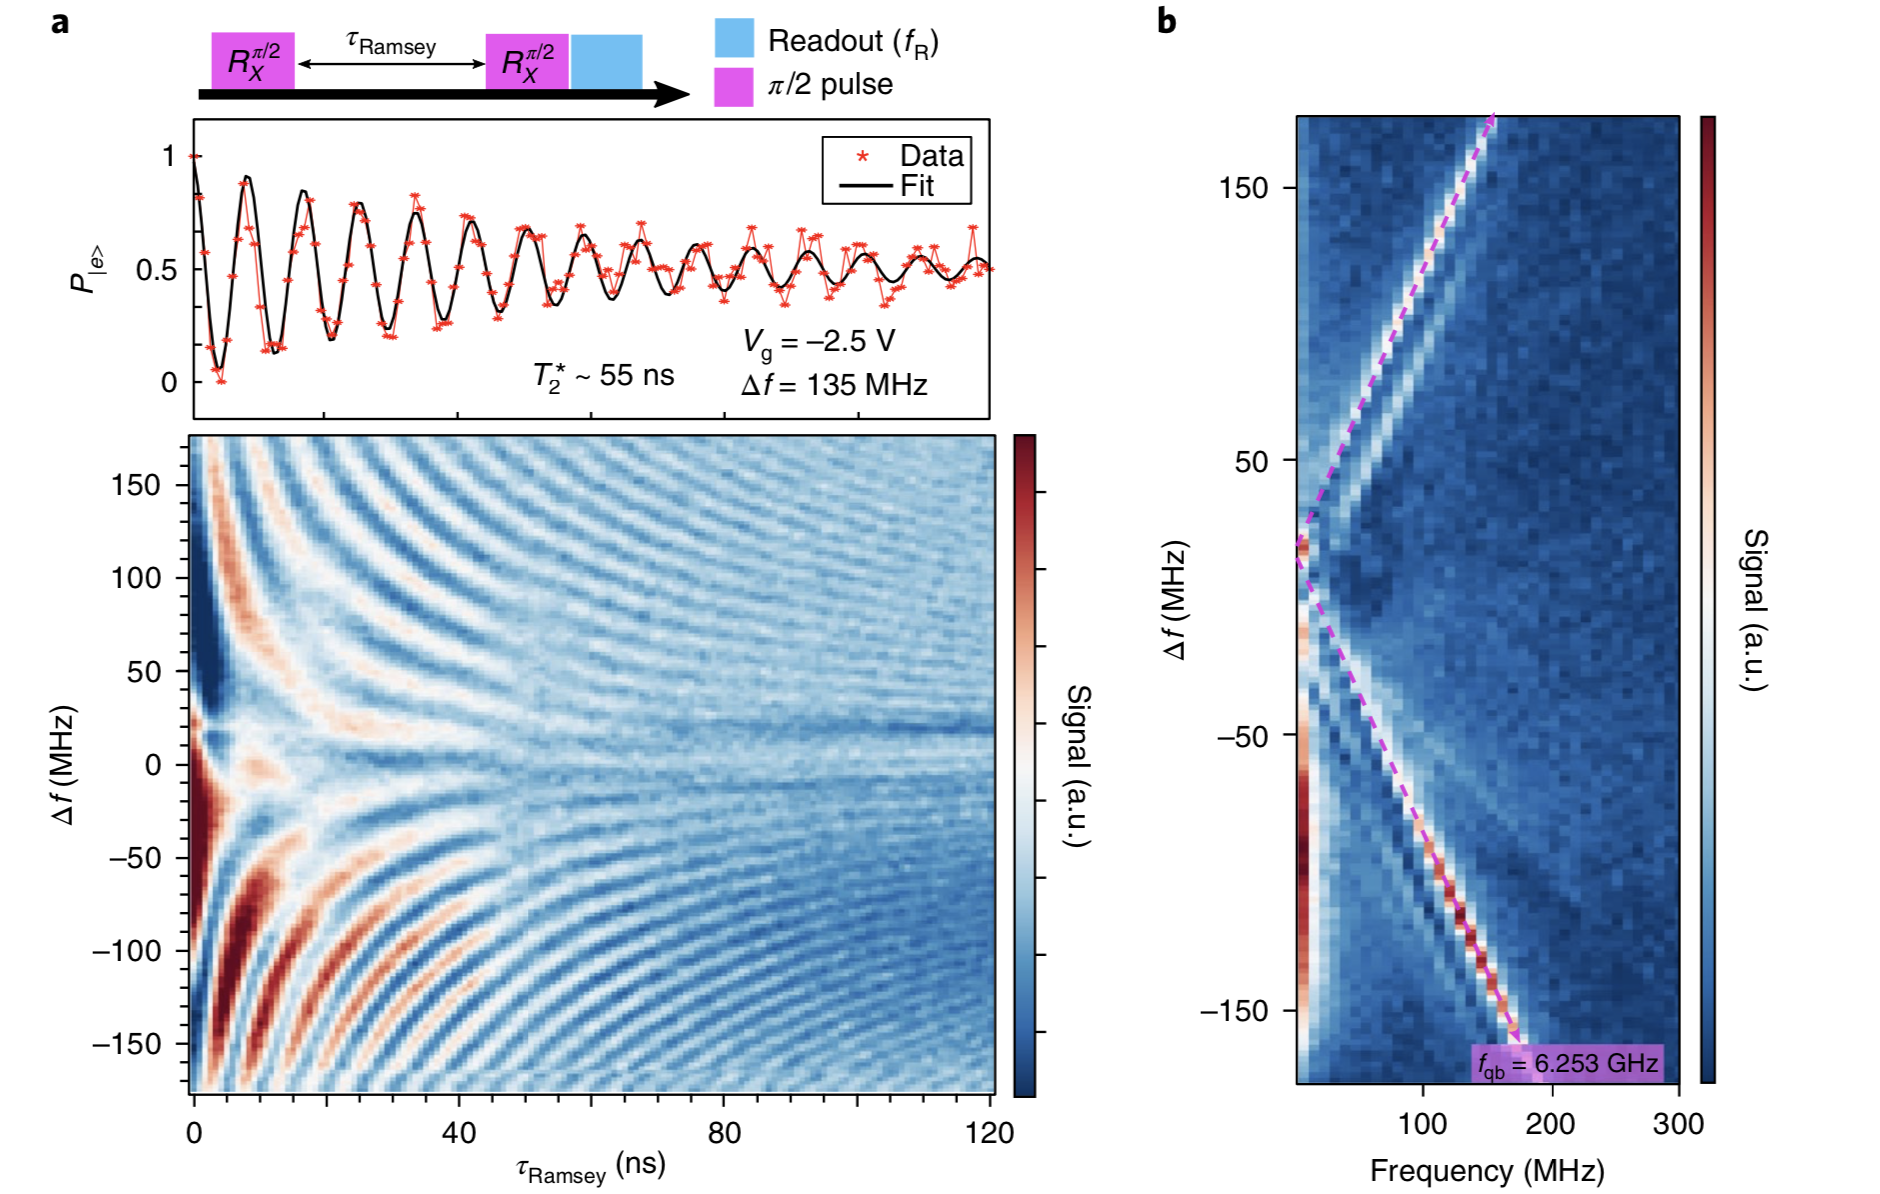 a
R_X^{π/2}
τ_Ramsey
R_X^{π/2}
Readout (f_R)
π/2 pulse
1
0.5
0
P_|e>
Data
Fit
T_2^* ~ 55 ns
V_g = –2.5 V
Δf = 135 MHz
150
100
50
0
–50
–100
–150
Δf (MHz)
0
40
80
120
τ_Ramsey (ns)
Signal (a.u.)
b
150
50
–50
–150
Δf (MHz)
f_qb = 6.253 GHz
100
200
300
Frequency (MHz)
Signal (a.u.)